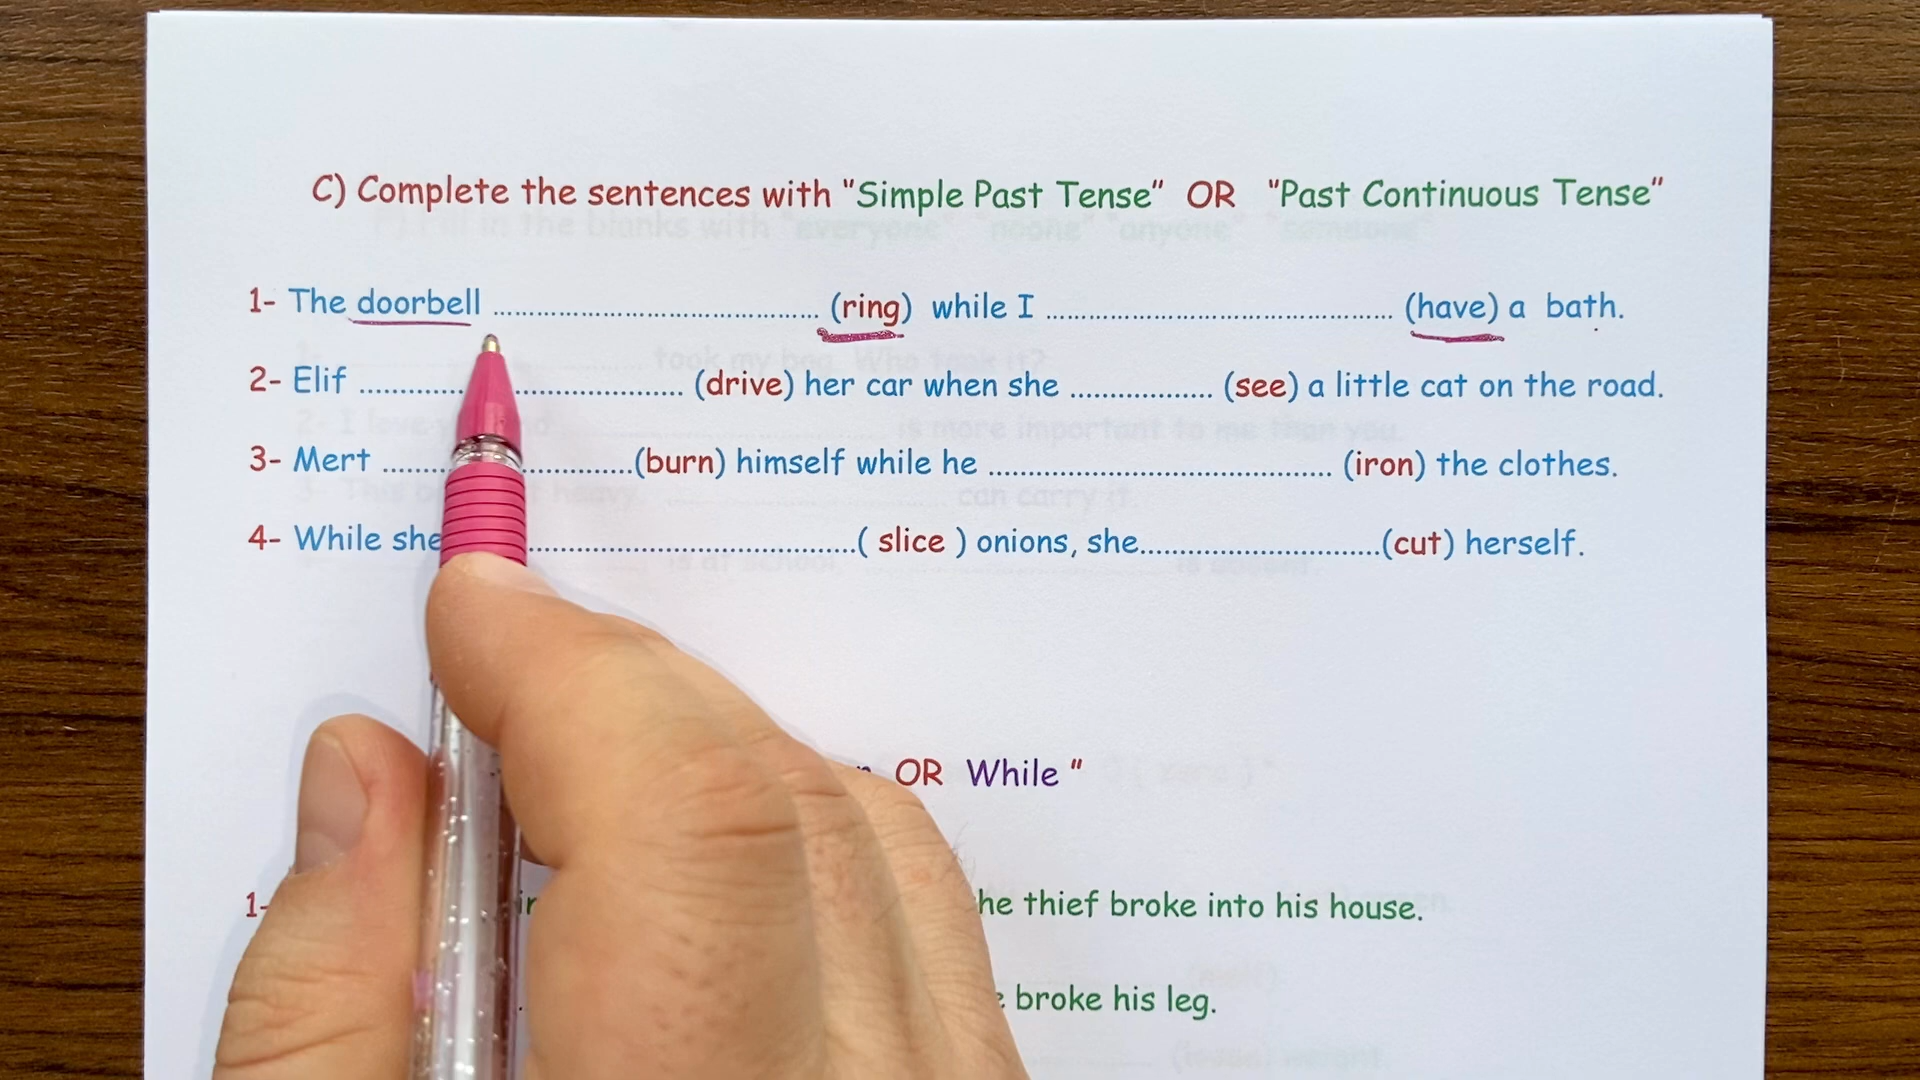 C) Complete the sentences with "Simple Past Tense" OR "Past Continuous Tense"
1- The doorbell ............................................. (ring) while I ................................................ (have) a bath.
2- Elif ............................................. (drive) her car when she .................... (see) a little cat on the road.
3- Mert ..................................(burn) himself while he ................................................ (iron) the clothes.
4- While she ..............................................( slice ) onions, she..................................(cut) herself.
OR While "
1- he thief broke into his house.
broke his leg.